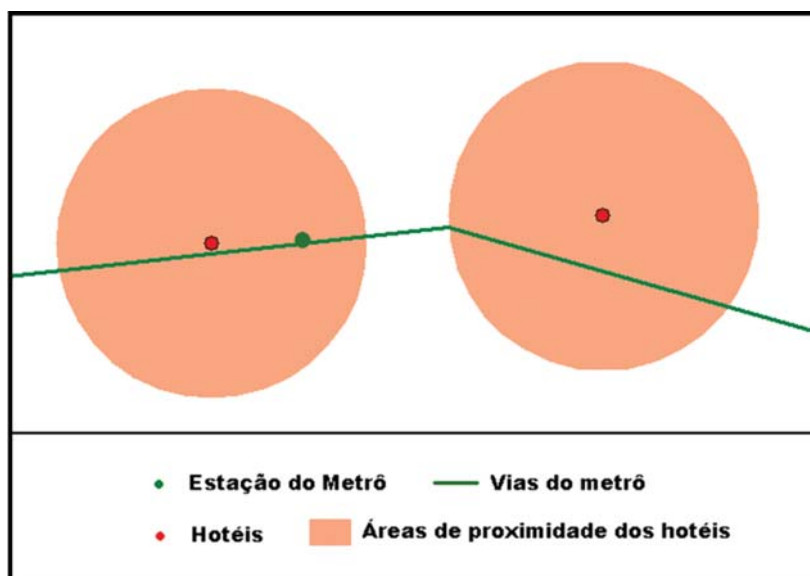 Estação do Metrô
Vias do metrô
Hotéis
Áreas de proximidade dos hotéis